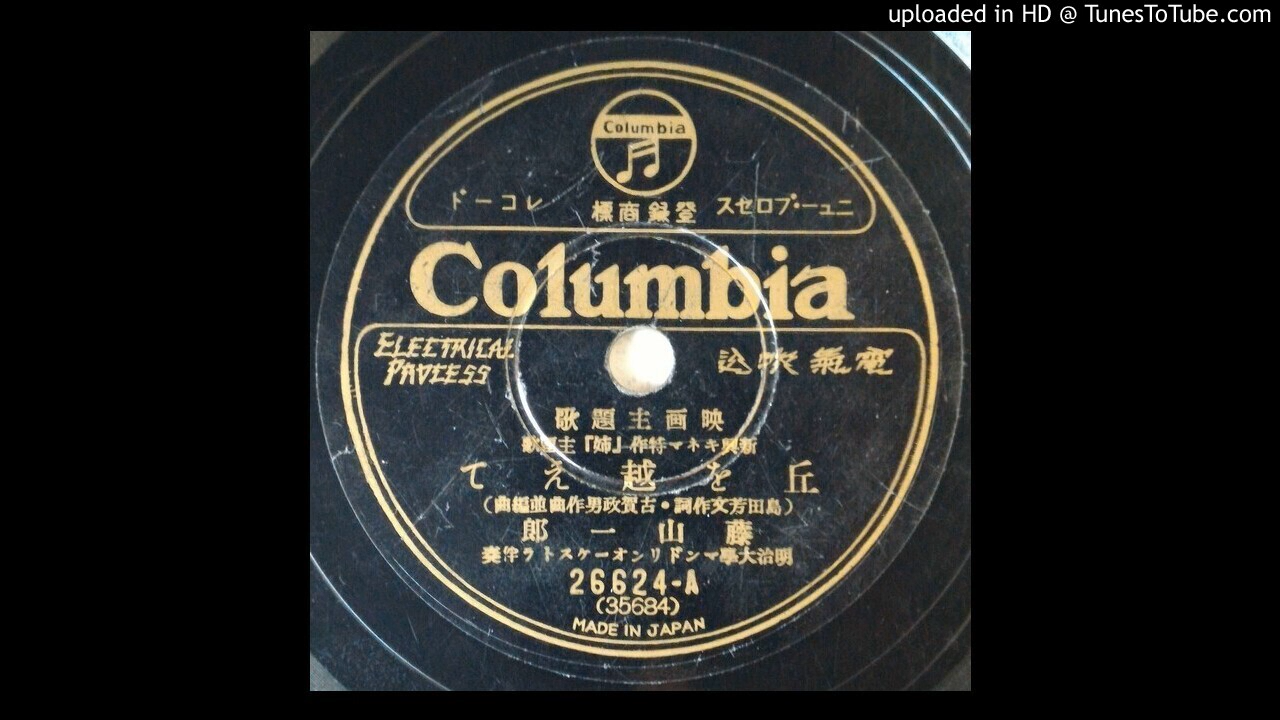 uploaded in HD @ TunesToTube.com
Columbia
ニュー・プロセス 登録商標 レコード
Columbia
ELECTRICAL
PROCESS
電氣吹込
映画主題歌
新興キネマ特作『姉』主題歌
丘を越えて
(島田芳文作詞・古賀政男作曲並編曲)
藤山一郎
明治大學マンドリンオーケストラ伴奏
26624-A
(35684)
MADE IN JAPAN